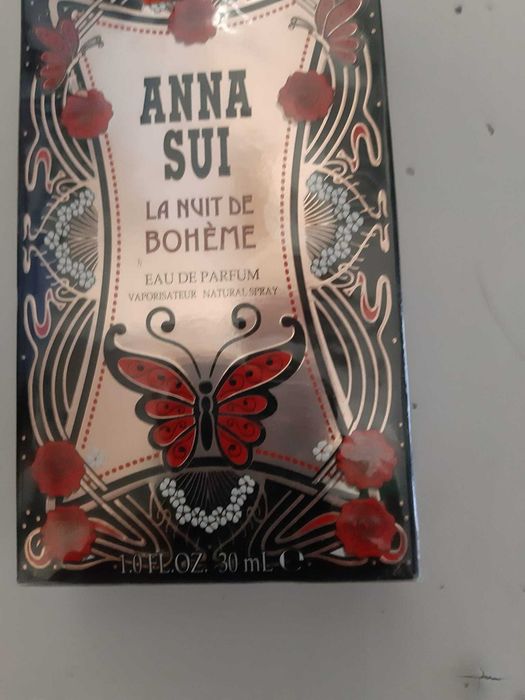 ANNA
SUI
LA NUIT DE
BOHÈME
EAU DE PARFUM
VAPORISATEUR NATURAL SPRAY
1.0 FL.OZ. 30 mL ℮